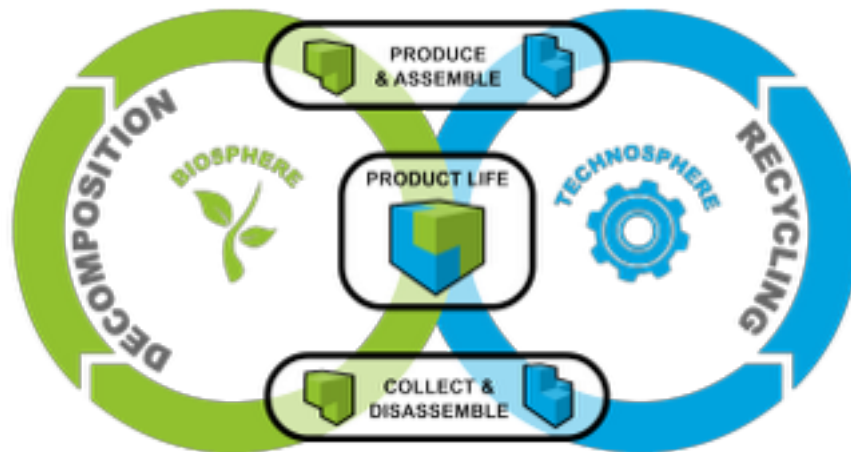 PRODUCE
& ASSEMBLE
DECOMPOSITION
BIOSPHERE
PRODUCT LIFE
TECHNOSPHERE
RECYCLING
COLLECT &
DISASSEMBLE